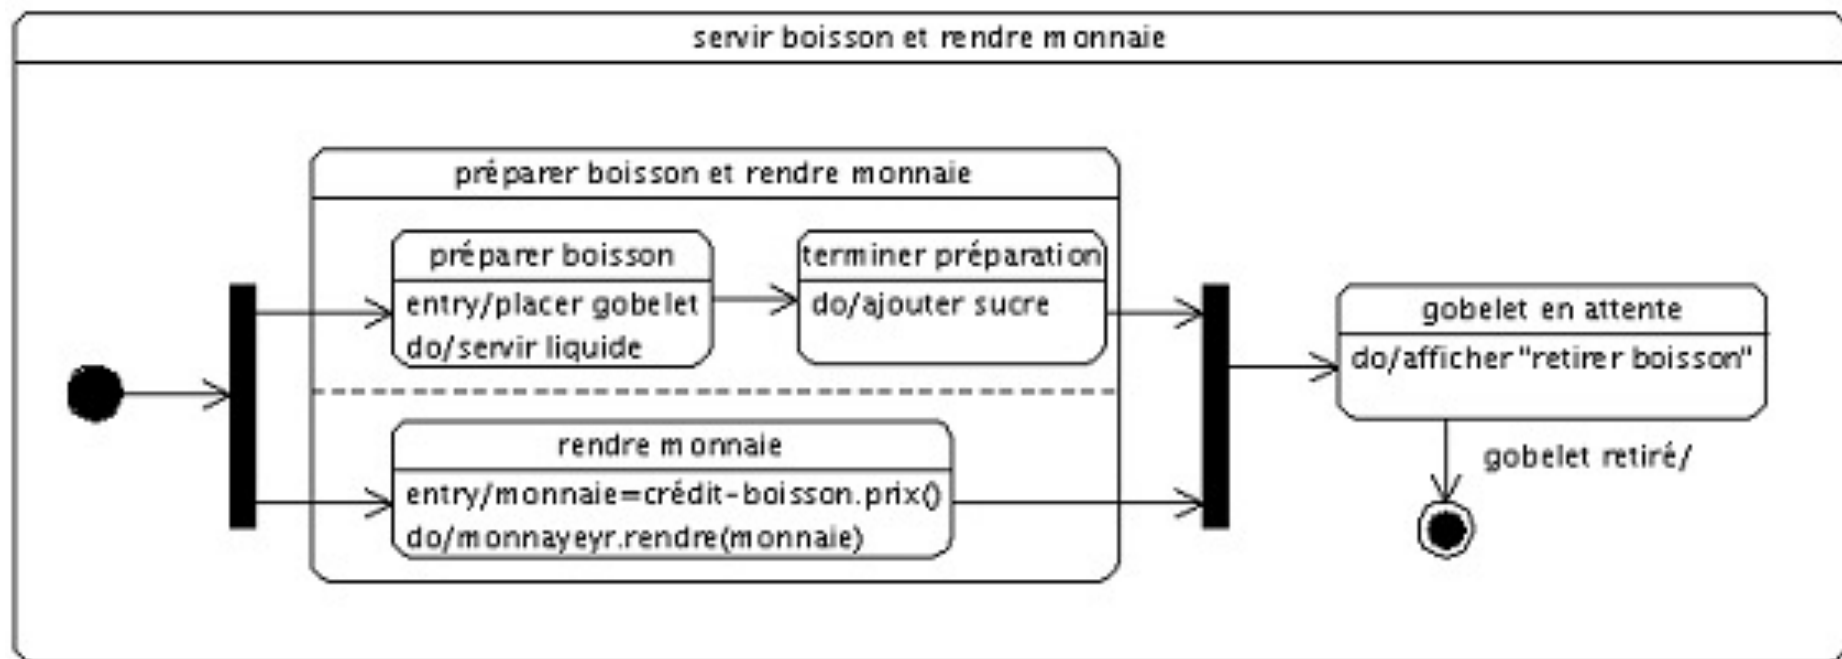 servir boisson et rendre monnaie
préparer boisson et rendre monnaie
préparer boisson
entry/placer gobelet
do/servir liquide
terminer préparation
do/ajouter sucre
rendre monnaie
entry/monnaie=crédit-boisson.prix()
do/monnayeyr.rendre(monnaie)
gobelet en attente
do/afficher "retirer boisson"
gobelet retiré/